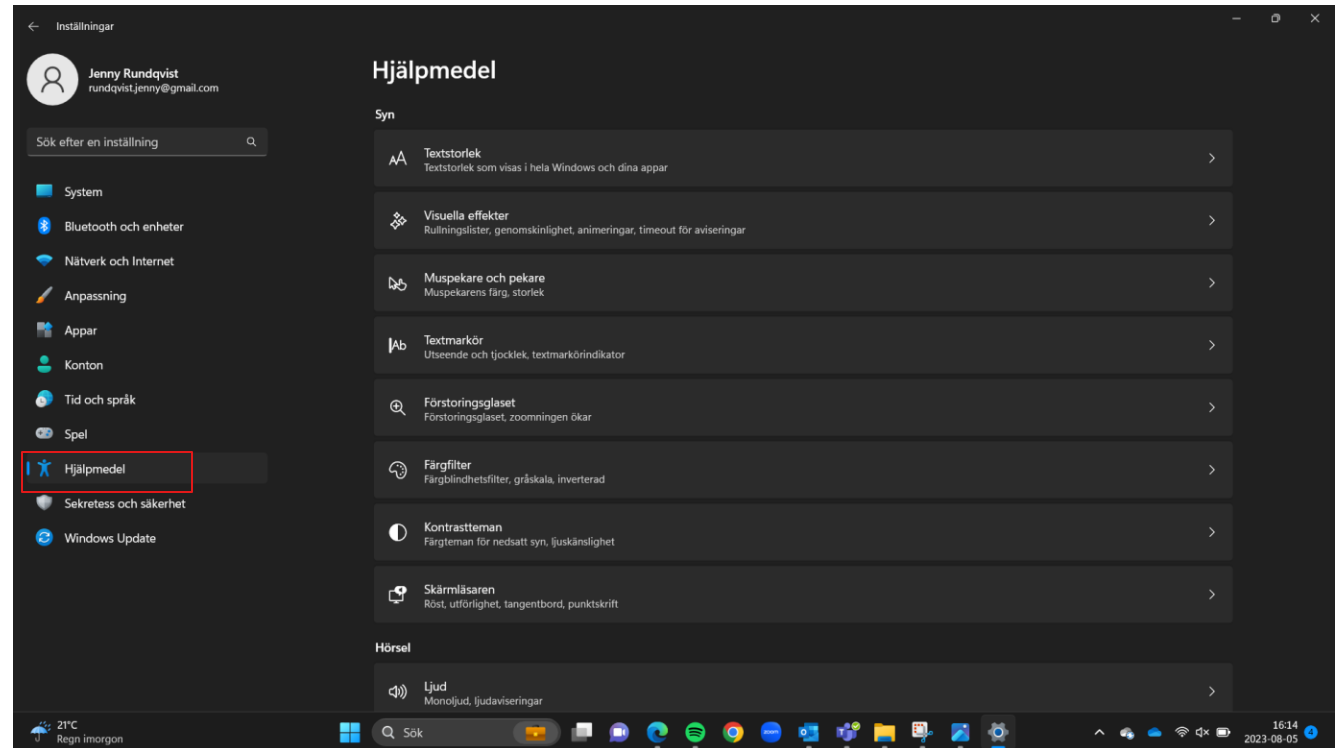 Inställningar
Jenny Rundqvist
rundqvist.jenny@gmail.com
Sök efter en inställning
System
Bluetooth och enheter
Nätverk och Internet
Anpassning
Appar
Konton
Tid och språk
Spel
Hjälpmedel
Sekretess och säkerhet
Windows Update
Hjälpmedel
Syn
Textstorlek
Textstorlek som visas i hela Windows och dina appar
Visuella effekter
Rullningslister, genomskinlighet, animeringar, timeout för aviseringar
Muspekare och pekare
Muspekarens färg, storlek
Ab
Textmarkör
Utseende och tjocklek, textmarkörindikator
Förstoringsglaset
Förstoringsglaset, zoomningen ökar
Färgfilter
Färgblindhetsfilter, gråskala, inverterad
Kontrastteman
Färgteman för nedsatt syn, ljuskänslighet
Skärmläsaren
Röst, utförlighet, tangentbord, punktskrift
Hörsel
Ljud
Monoljud, ljudaviseringar
21°C
Regn imorgon
Sök
zoom
16:14
2023-08-05
4